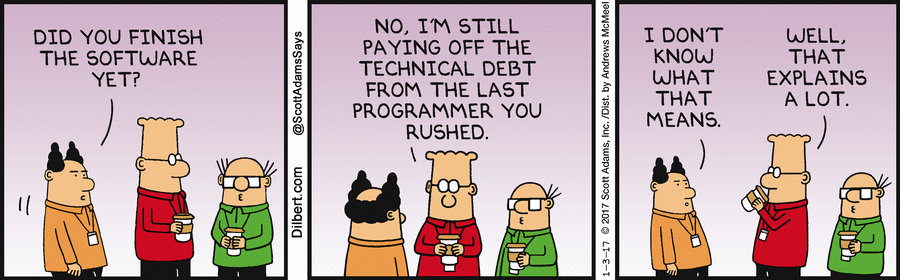 DID YOU FINISH
THE SOFTWARE
YET?
Dilbert.com @ScottAdamsSays
NO, I'M STILL
PAYING OFF THE
TECHNICAL DEBT
FROM THE LAST
PROGRAMMER YOU
RUSHED.
1-3-17 © 2017 Scott Adams, Inc. /Dist. by Andrews McMeel
I DON'T
KNOW
WHAT
THAT
MEANS.
WELL,
THAT
EXPLAINS
A LOT.